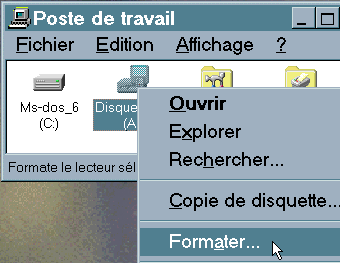 Poste de travail
Fichier Edition Affichage ?
Ms-dos_6
(C:)
Disque
(A
Formate le lecteur sél
Ouvrir
Explorer
Rechercher...
Copie de disquette...
Formater...